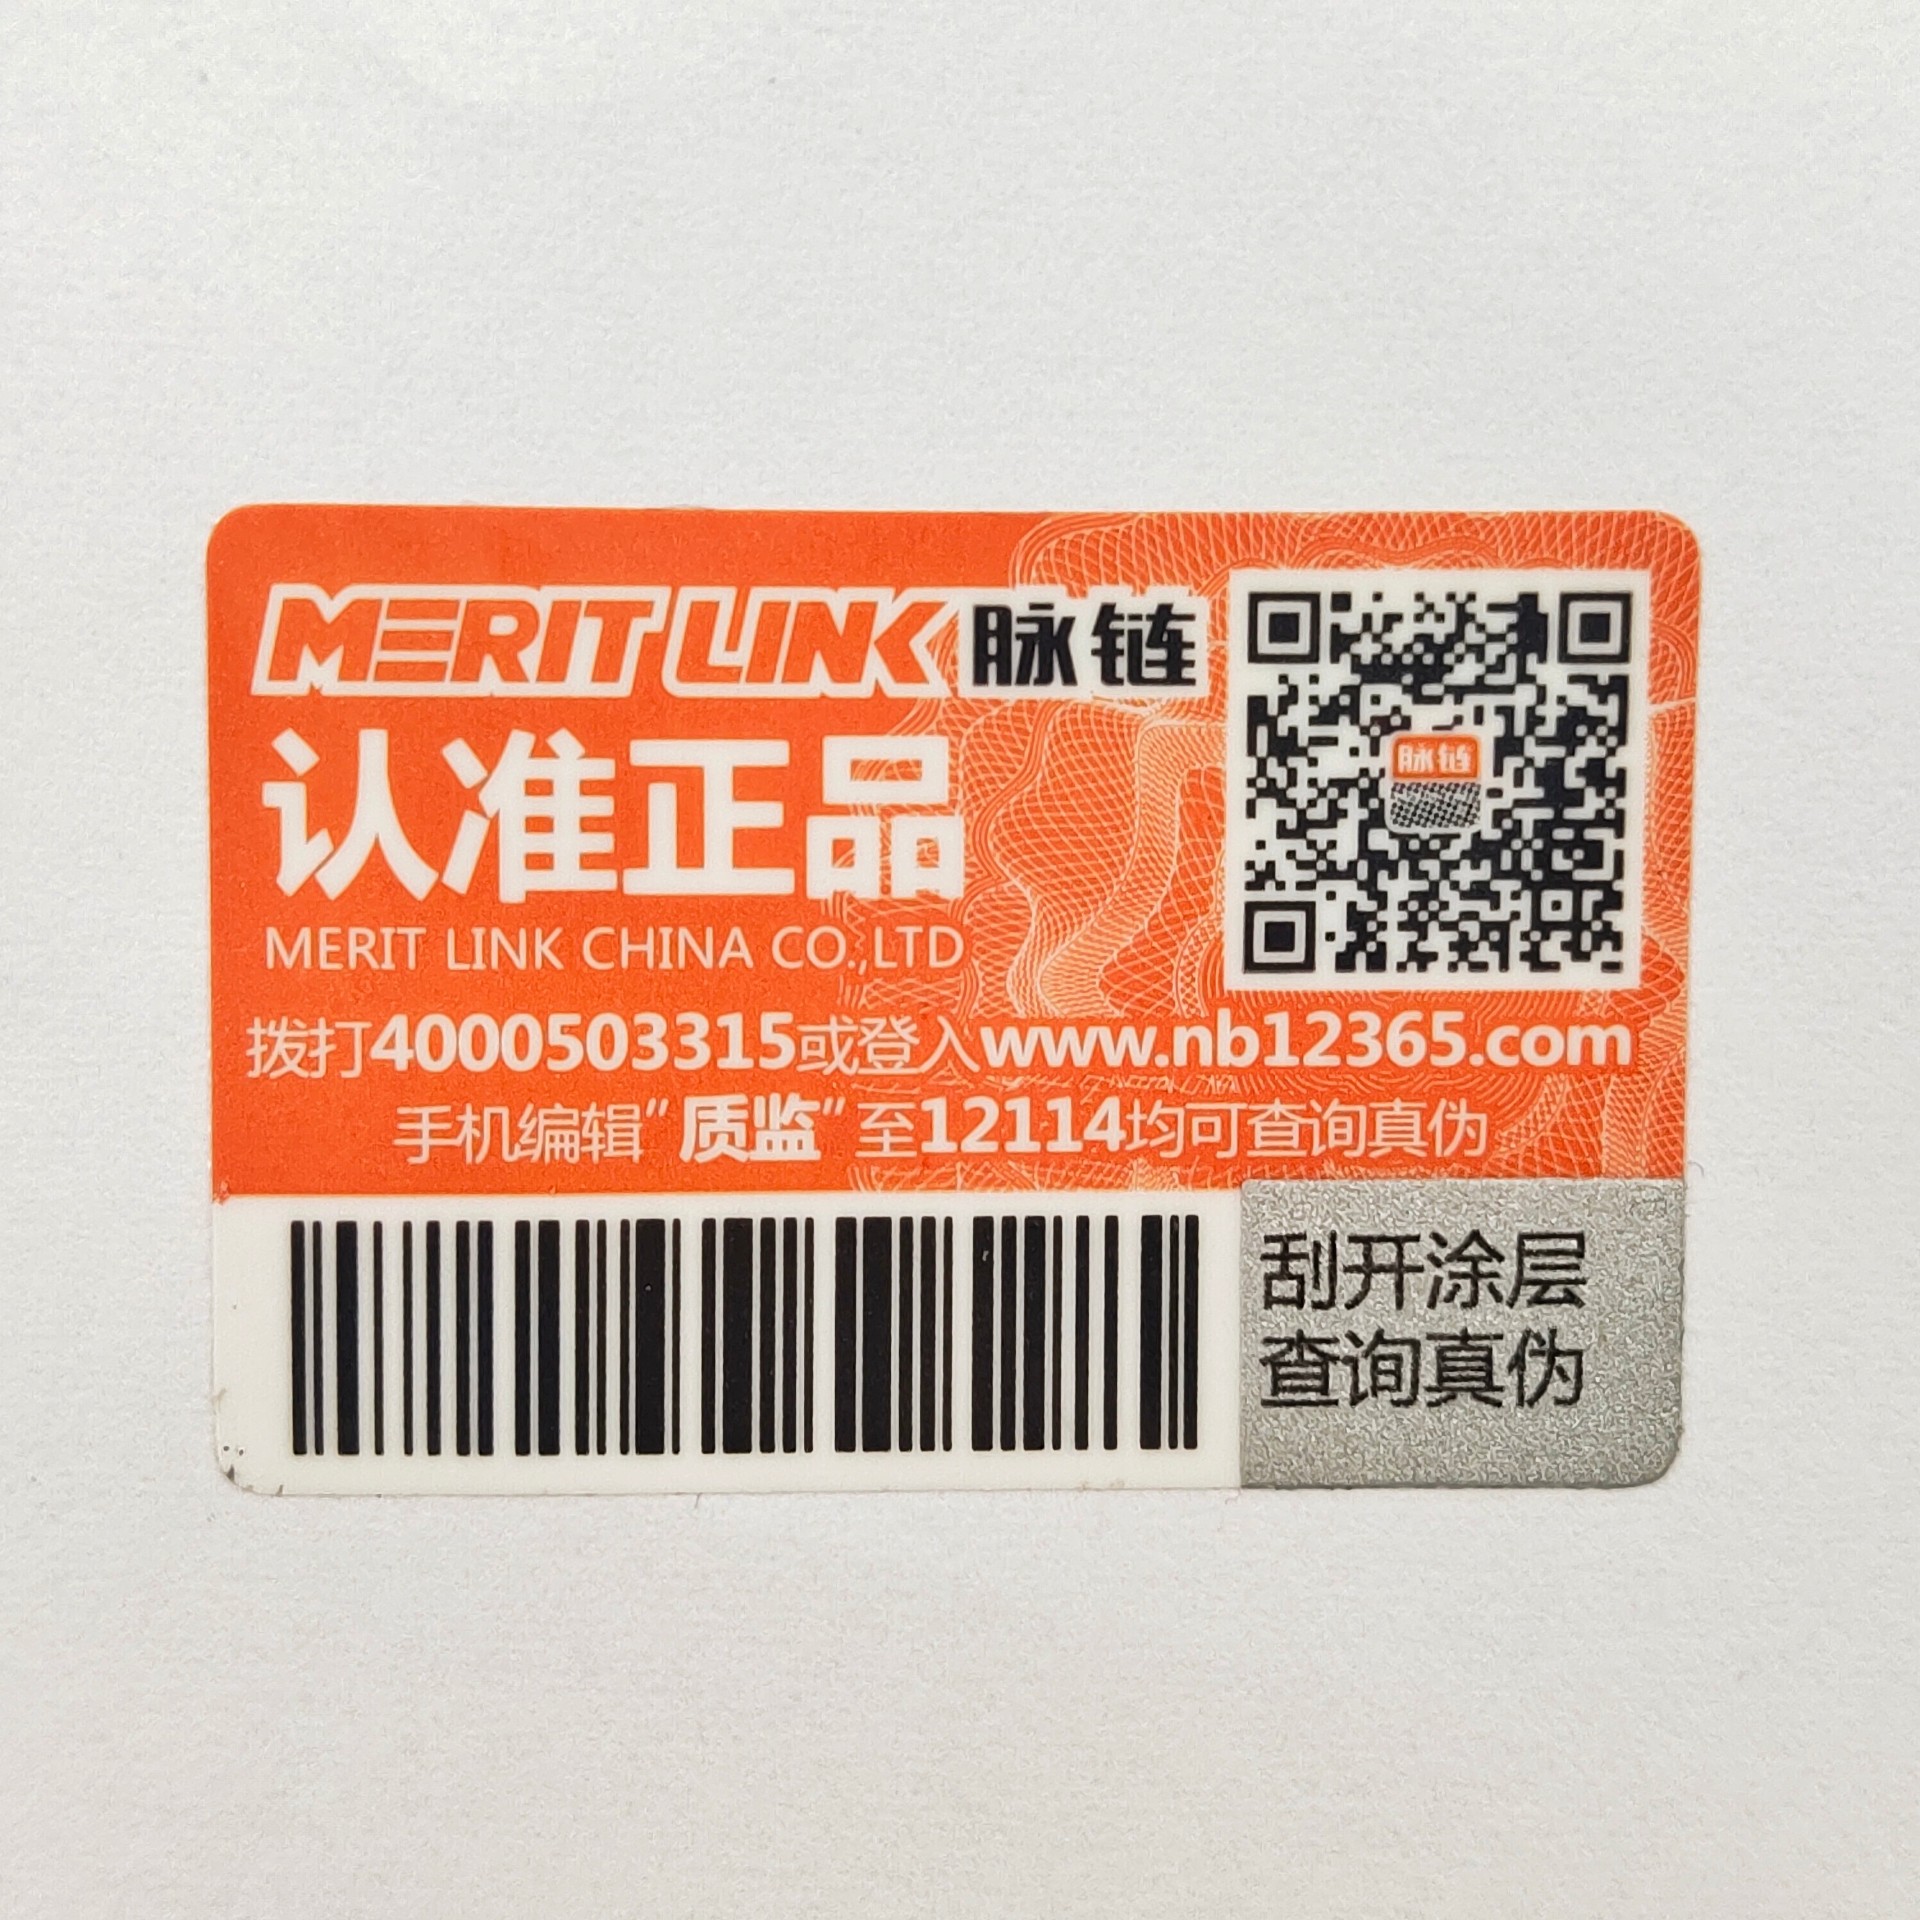 MERIT LINK 脉链
认准正品
MERIT LINK CHINA CO.,LTD
脉链
拨打4000503315或登入www.nb12365.com
手机编辑"质监"至12114均可查询真伪
刮开涂层
查询真伪